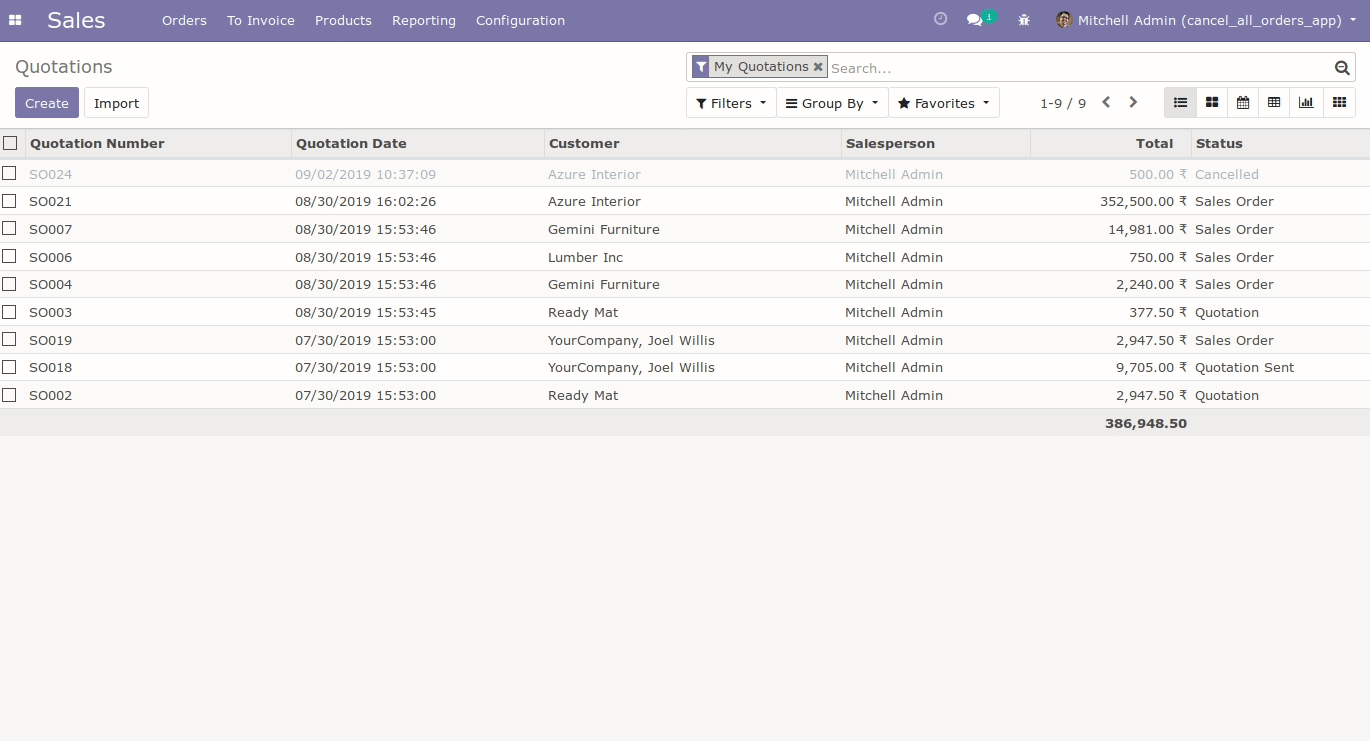 Sales Orders To Invoice Products Reporting Configuration 1 Mitchell Admin (cancel_all_orders_app)
Quotations My Quotations Search...
Create Import Filters Group By Favorites 1-9 / 9
Quotation Number Quotation Date Customer Salesperson Total Status
SO024 09/02/2019 10:37:09 Azure Interior Mitchell Admin 500.00 ₹ Cancelled
SO021 08/30/2019 16:02:26 Azure Interior Mitchell Admin 352,500.00 ₹ Sales Order
SO007 08/30/2019 15:53:46 Gemini Furniture Mitchell Admin 14,981.00 ₹ Sales Order
SO006 08/30/2019 15:53:46 Lumber Inc Mitchell Admin 750.00 ₹ Sales Order
SO004 08/30/2019 15:53:46 Gemini Furniture Mitchell Admin 2,240.00 ₹ Sales Order
SO003 08/30/2019 15:53:45 Ready Mat Mitchell Admin 377.50 ₹ Quotation
SO019 07/30/2019 15:53:00 YourCompany, Joel Willis Mitchell Admin 2,947.50 ₹ Sales Order
SO018 07/30/2019 15:53:00 YourCompany, Joel Willis Mitchell Admin 9,705.00 ₹ Quotation Sent
SO002 07/30/2019 15:53:00 Ready Mat Mitchell Admin 2,947.50 ₹ Quotation
386,948.50